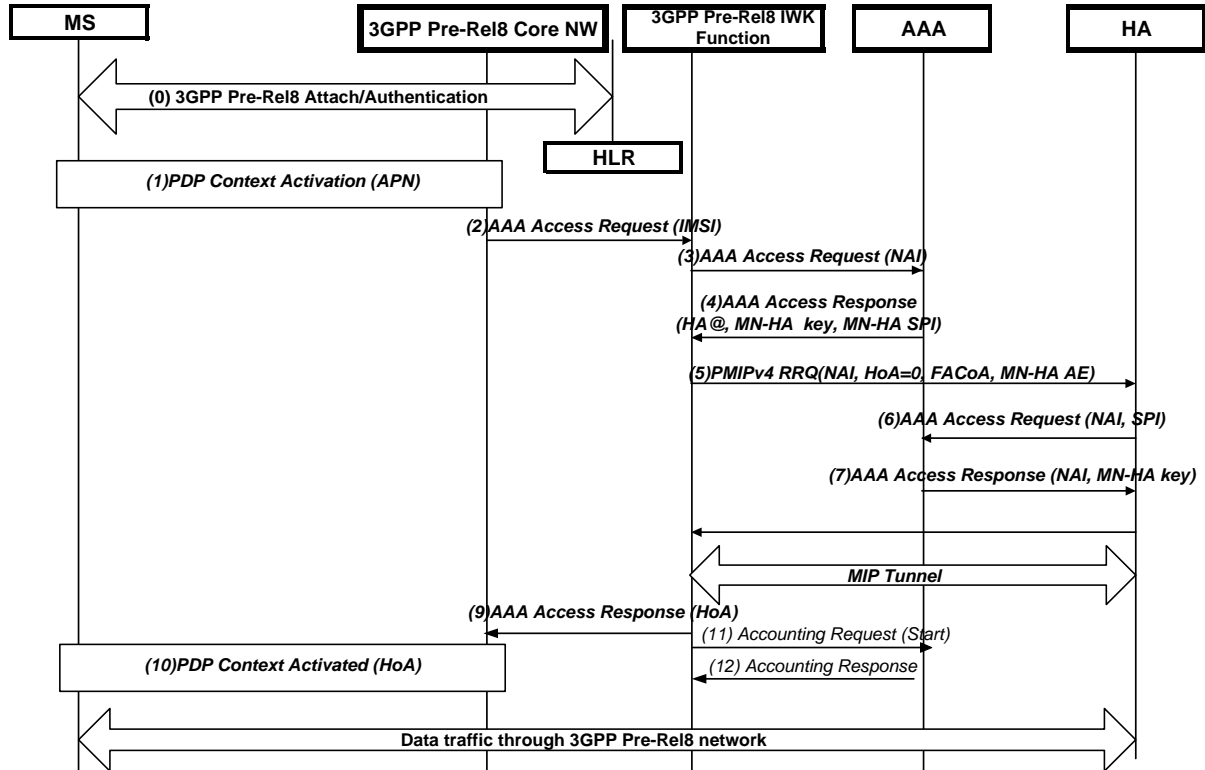 MS
3GPP Pre-Rel8 Core NW
3GPP Pre-Rel8 IWK
Function
AAA
HA
(0) 3GPP Pre-Rel8 Attach/Authentication
HLR
(1)PDP Context Activation (APN)
(2)AAA Access Request (IMSI)
(3)AAA Access Request (NAI)
(4)AAA Access Response
(HA@, MN-HA key, MN-HA SPI)
(5)PMIPv4 RRQ(NAI, HoA=0, FACoA, MN-HA AE)
(6)AAA Access Request (NAI, SPI)
(7)AAA Access Response (NAI, MN-HA key)
MIP Tunnel
(9)AAA Access Response (HoA)
(11) Accounting Request (Start)
(10)PDP Context Activated (HoA)
(12) Accounting Response
Data traffic through 3GPP Pre-Rel8 network